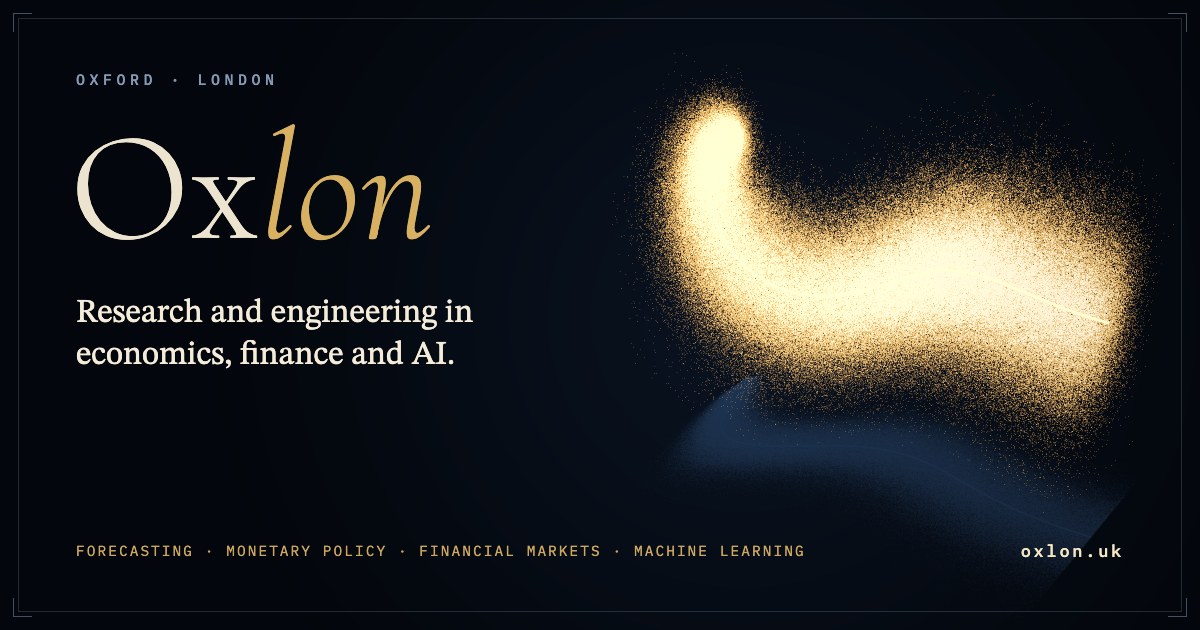 OXFORD · LONDON
Oxlon
Research and engineering in
economics, finance and AI.
FORECASTING · MONETARY POLICY · FINANCIAL MARKETS · MACHINE LEARNING
oxlon.uk